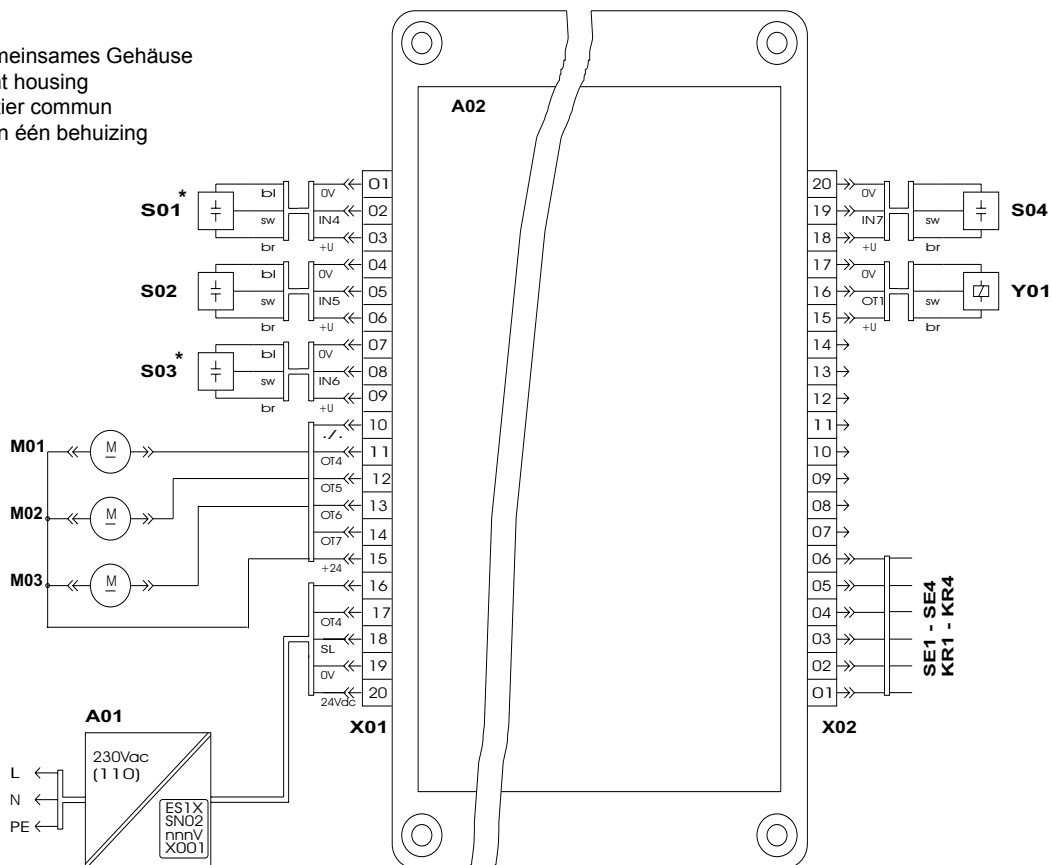 meinsames Gehäuse
nt housing
tier commun
n één behuizing
A02
S01*
bl
sw
br
0V
IN4
+U
01
02
03
S02
bl
sw
br
0V
IN5
+U
04
05
06
S03*
bl
sw
br
0V
IN6
+U
07
08
09
M01
M
M02
M
M03
M
./.
OT4
OT5
OT6
OT7
+24
10
11
12
13
14
15
OT4
SL
0V
24Vdc
16
17
18
19
20
X01
A01
230Vac
(110)
ES1X
SN02
nnnV
X001
L
N
PE
20
19
18
0V
IN7
+U
sw
br
S04
17
16
15
0V
OT1
+U
sw
br
Y01
14
13
12
11
10
09
08
07
06
05
04
03
02
01
SE1 - SE4
KR1 - KR4
X02